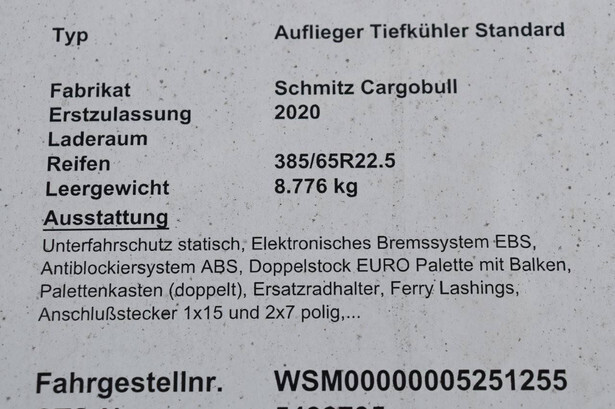 Typ Auflieger Tiefkühler Standard
Fabrikat Schmitz Cargobull
Erstzulassung 2020
Laderaum
Reifen 385/65R22.5
Leergewicht 8.776 kg
Ausstattung
Unterfahrschutz statisch, Elektronisches Bremssystem EBS,
Antiblockiersystem ABS, Doppelstock EURO Palette mit Balken,
Palettenkasten (doppelt), Ersatzradhalter, Ferry Lashings,
Anschlußstecker 1x15 und 2x7 polig,...
Fahrgestellnr. WSM00000005251255